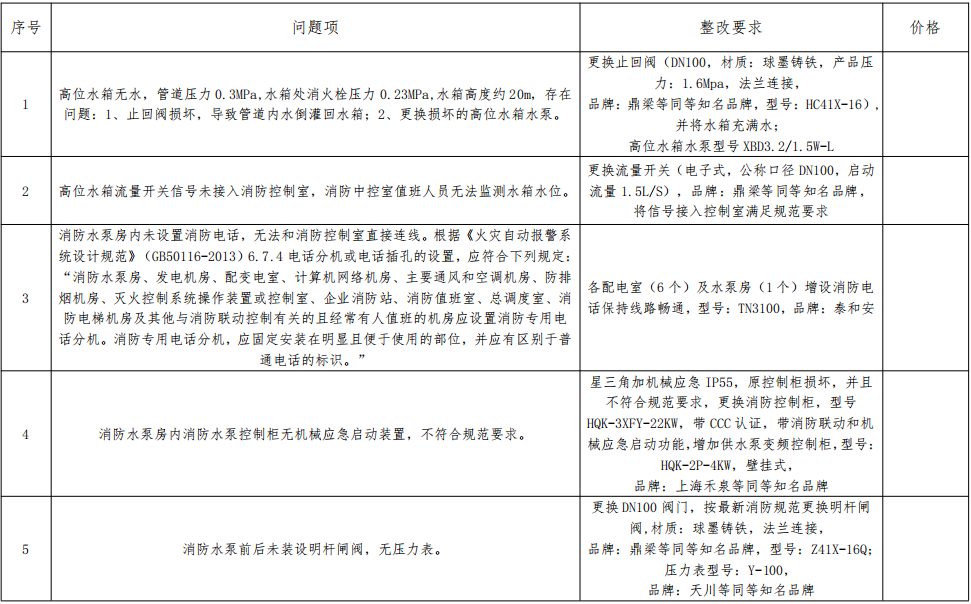 序号 问题项 整改要求 价格
1
高位水箱无水，管道压力 0.3MPa,水箱处消火栓压力 0.23MPa,水箱高度约 20m，存在
问题：1、止回阀损坏，导致管道内水倒灌回水箱；2、更换损坏的高位水箱水泵。
更换止回阀（DN100，材质：球墨铸铁，产品压
力：1.6Mpa，法兰连接，
品牌：鼎梁等同等知名品牌，型号：HC41X-16），
并将水箱充满水；
高位水箱水泵型号 XBD3.2/1.5W-L
2
高位水箱流量开关信号未接入消防控制室，消防中控室值班人员无法监测水箱水位。
更换流量开关（电子式，公称口径 DN100，启动
流量 1.5L/S），品牌：鼎梁等同等知名品牌，
将信号接入控制室满足规范要求
3
消防水泵房内未设置消防电话，无法和消防控制室直接连线。根据《火灾自动报警系
统设计规范》（GB50116-2013）6.7.4 电话分机或电话插孔的设置，应符合下列规定：
“消防水泵房、发电机房、配变电室、计算机网络机房、主要通风和空调机房、防排
烟机房、灭火控制系统操作装置或控制室、企业消防站、消防值班室、总调度室、消
防电梯机房及其他与消防联动控制有关的且经常有人值班的机房应设置消防专用电
话分机。消防专用电话分机，应固定安装在明显且便于使用的部位，并应有区别于普
通电话的标识。”
各配电室（6 个）及水泵房（1 个）增设消防电
话保持线路畅通，型号：TN3100，品牌：泰和安
4
消防水泵房内消防水泵控制柜无机械应急启动装置，不符合规范要求。
星三角加机械应急 IP55，原控制柜损坏，并且
不符合规范要求，更换消防控制柜，型号
HQK-3XFY-22KW，带 CCC 认证，带消防联动和机
械应急启动功能,增加供水泵变频控制柜,型号：
HQK-2P-4KW，壁挂式，
品牌：上海禾泉等同等知名品牌
5
消防水泵前后未装设明杆闸阀，无压力表。
更换 DN100 阀门，按最新消防规范更换明杆闸
阀,材质：球墨铸铁，法兰连接，
品牌：鼎梁等同等知名品牌，型号：Z41X-16Q；
压力表型号：Y-100，
品牌：天川等同等知名品牌